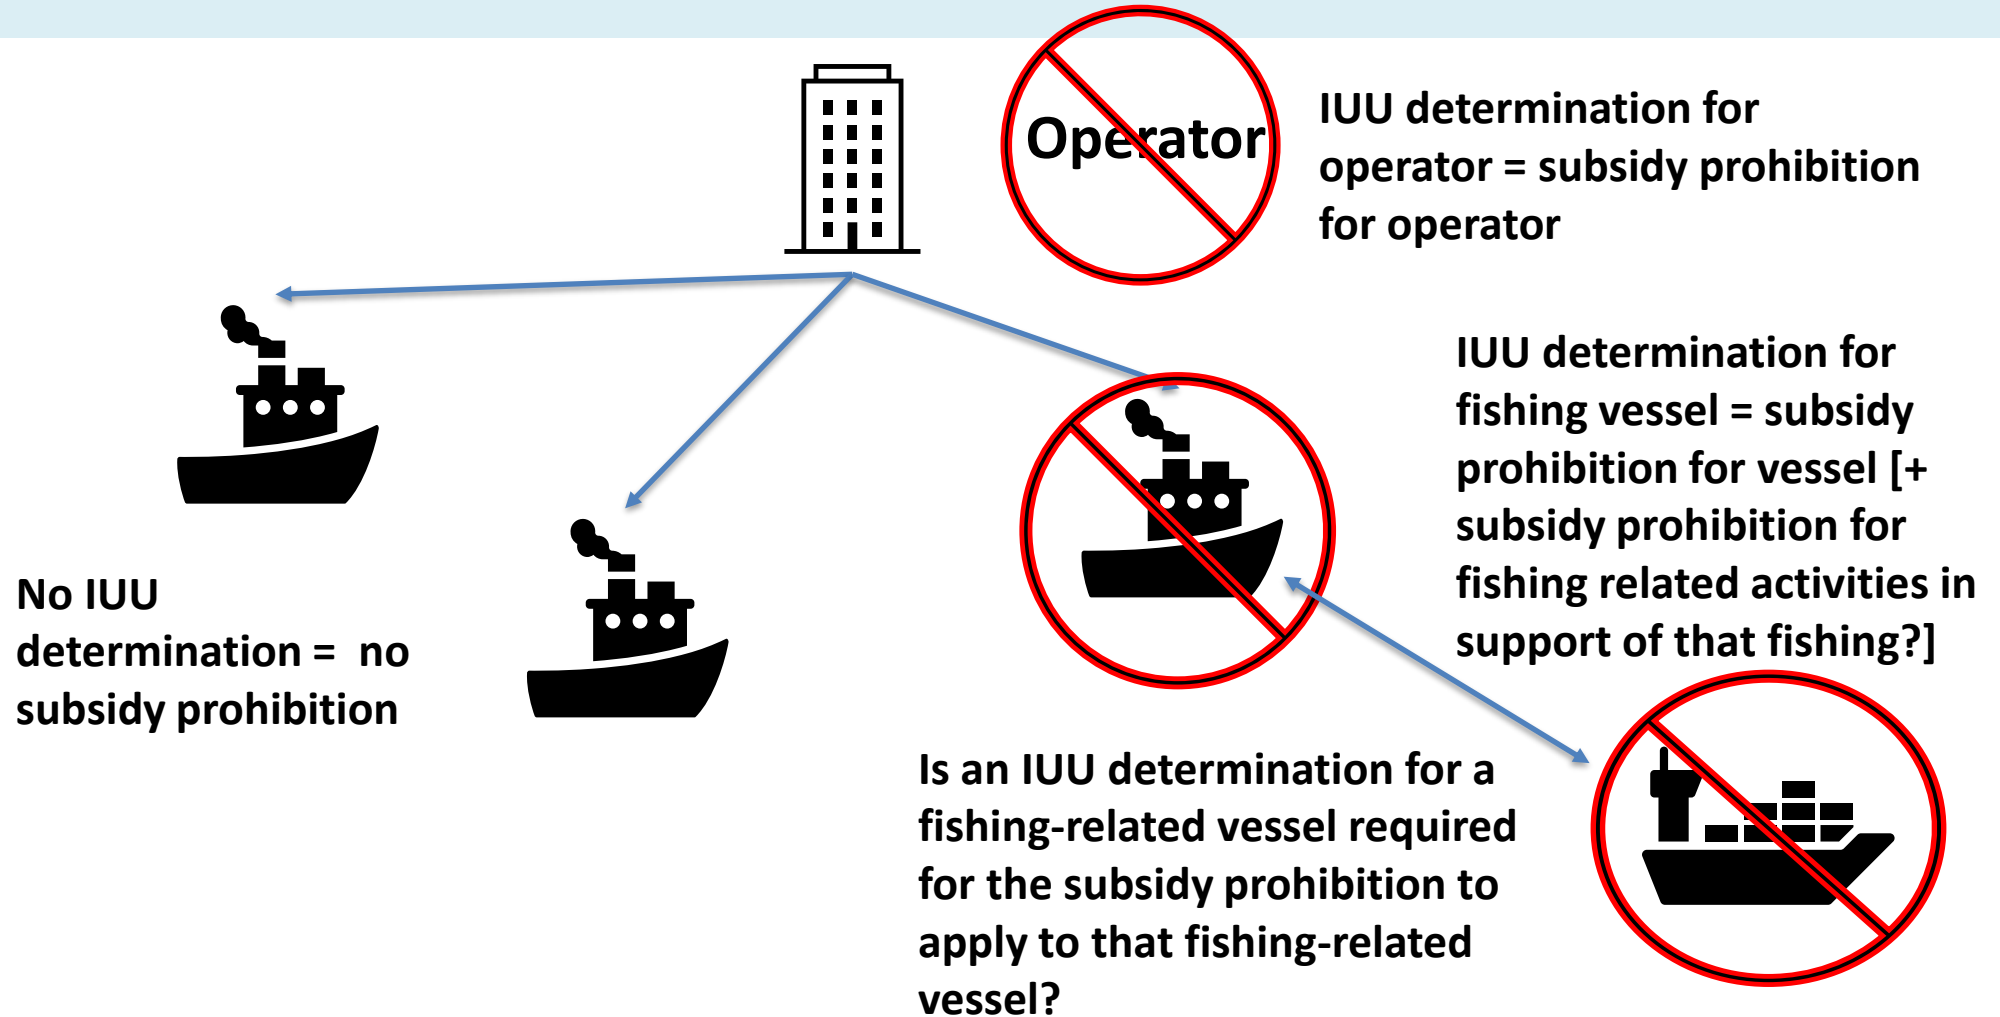 Operator
IUU determination for
operator = subsidy prohibition
for operator
IUU determination for
fishing vessel = subsidy
prohibition for vessel [+
subsidy prohibition for
fishing related activities in
support of that fishing?]
No IUU
determination = no
subsidy prohibition
Is an IUU determination for a
fishing-related vessel required
for the subsidy prohibition to
apply to that fishing-related
vessel?